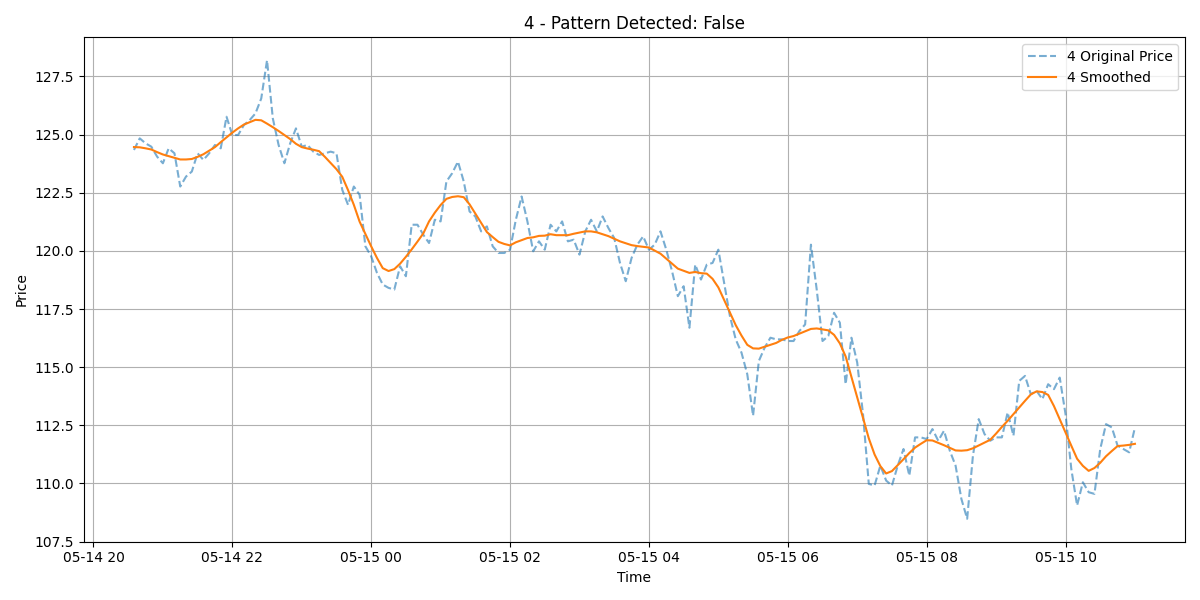 4 - Pattern Detected: False
4 Original Price
4 Smoothed
Price
127.5
125.0
122.5
120.0
117.5
115.0
112.5
110.0
107.5
05-14 20 05-14 22 05-15 00 05-15 02 05-15 04 05-15 06 05-15 08 05-15 10
Time